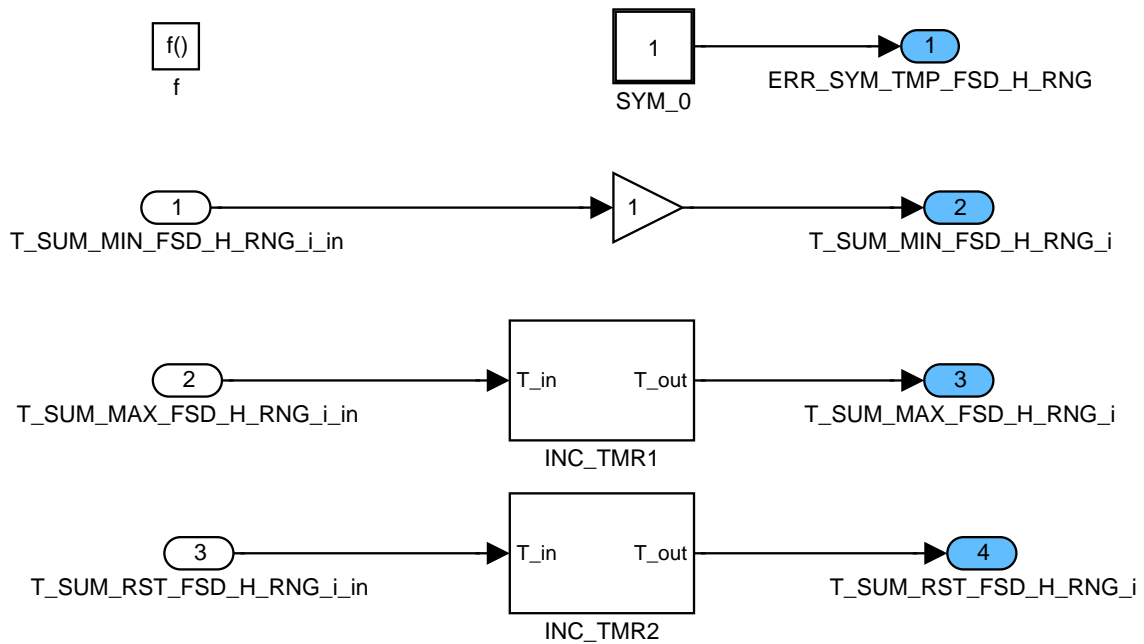 f()
f
1
SYM_0
1
ERR_SYM_TMP_FSD_H_RNG
1
T_SUM_MIN_FSD_H_RNG_i_in
1
2
T_SUM_MIN_FSD_H_RNG_i
2
T_SUM_MAX_FSD_H_RNG_i_in
T_in
T_out
INC_TMR1
3
T_SUM_MAX_FSD_H_RNG_i
3
T_SUM_RST_FSD_H_RNG_i_in
T_in
T_out
INC_TMR2
4
T_SUM_RST_FSD_H_RNG_i